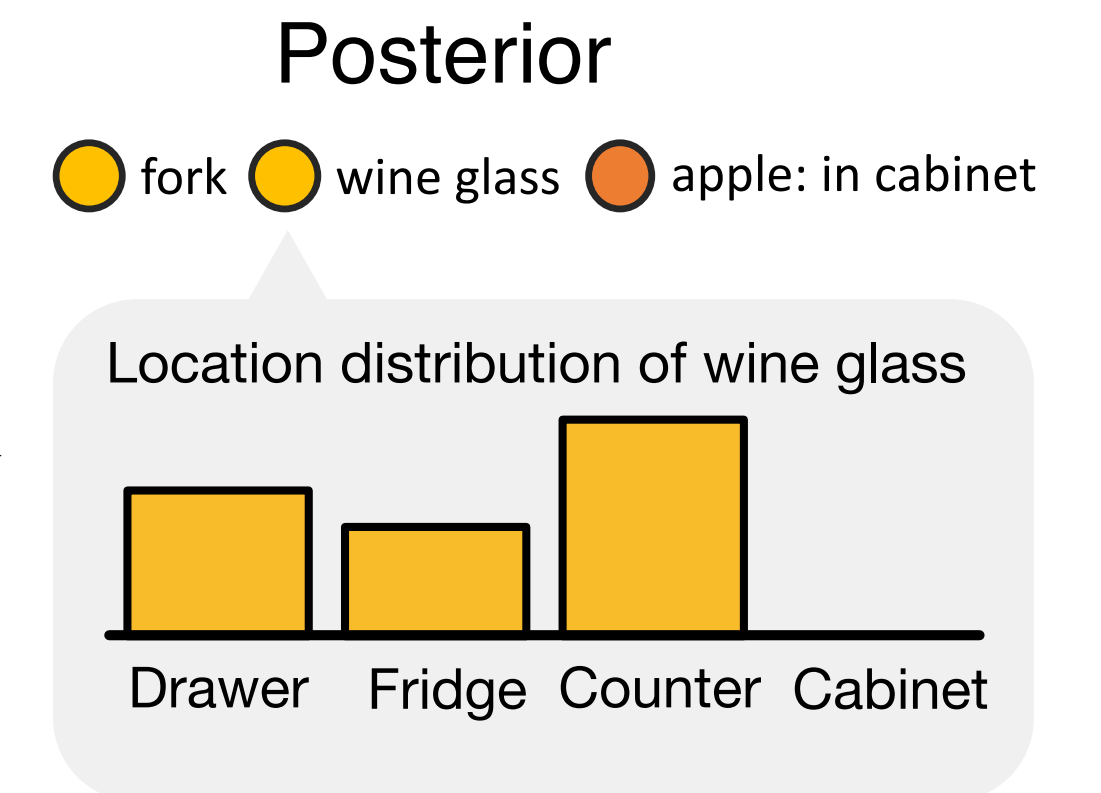 Posterior
fork wine glass apple: in cabinet
Location distribution of wine glass
Drawer Fridge Counter Cabinet